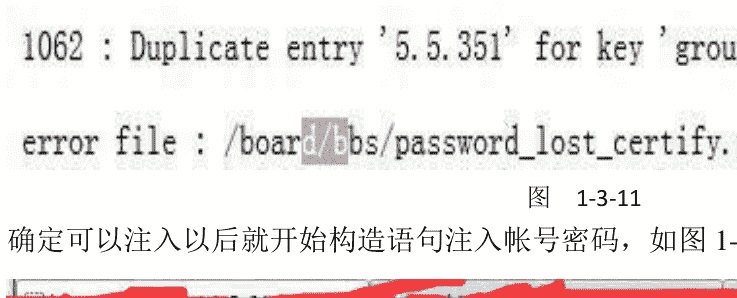 1062 : Duplicate entry '5.5.351' for key 'grou
error file : /board/bbs/password_lost_certify.
图 1-3-11
确定可以注入以后就开始构造语句注入帐号密码，如图 1-